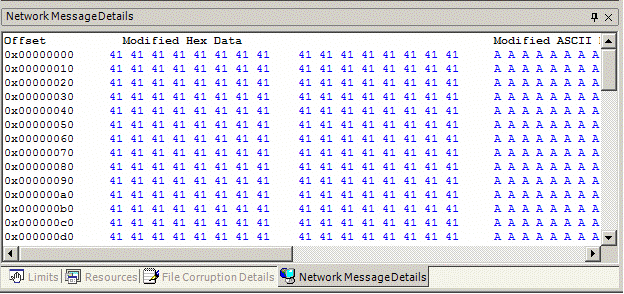 Network Message Details
Offset Modified Hex Data Modified ASCII
0x00000000 41 41 41 41 41 41 41 41 41 41 41 41 41 41 41 41 A A A A A A A A
0x00000010 41 41 41 41 41 41 41 41 41 41 41 41 41 41 41 41 A A A A A A A A
0x00000020 41 41 41 41 41 41 41 41 41 41 41 41 41 41 41 41 A A A A A A A A
0x00000030 41 41 41 41 41 41 41 41 41 41 41 41 41 41 41 41 A A A A A A A A
0x00000040 41 41 41 41 41 41 41 41 41 41 41 41 41 41 41 41 A A A A A A A A
0x00000050 41 41 41 41 41 41 41 41 41 41 41 41 41 41 41 41 A A A A A A A A
0x00000060 41 41 41 41 41 41 41 41 41 41 41 41 41 41 41 41 A A A A A A A A
0x00000070 41 41 41 41 41 41 41 41 41 41 41 41 41 41 41 41 A A A A A A A A
0x00000080 41 41 41 41 41 41 41 41 41 41 41 41 41 41 41 41 A A A A A A A A
0x00000090 41 41 41 41 41 41 41 41 41 41 41 41 41 41 41 41 A A A A A A A A
0x000000a0 41 41 41 41 41 41 41 41 41 41 41 41 41 41 41 41 A A A A A A A A
0x000000b0 41 41 41 41 41 41 41 41 41 41 41 41 41 41 41 41 A A A A A A A A
0x000000c0 41 41 41 41 41 41 41 41 41 41 41 41 41 41 41 41 A A A A A A A A
0x000000d0 41 41 41 41 41 41 41 41 41 41 41 41 41 41 41 41 A A A A A A A A
Limits Resources File Corruption Details Network Message Details